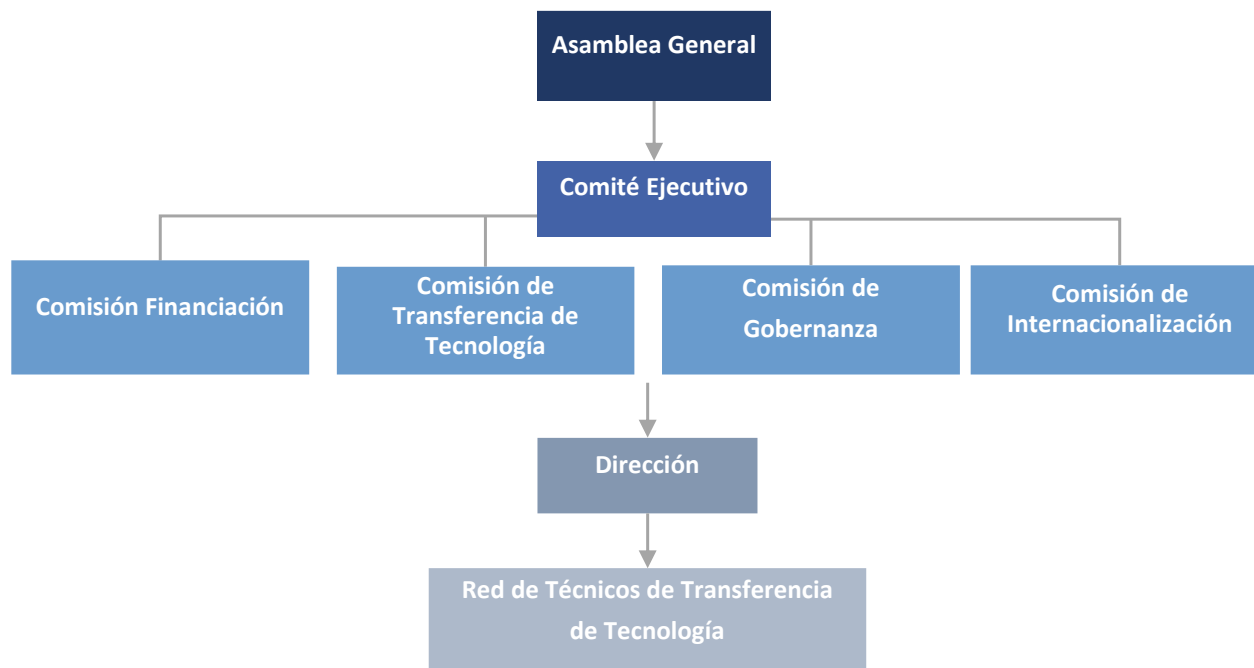 Asamblea General
Comité Ejecutivo
Comisión Financiación
Comisión de
Transferencia de
Tecnología
Comisión de
Gobernanza
Comisión de
Internacionalización
Dirección
Red de Técnicos de Transferencia
de Tecnología